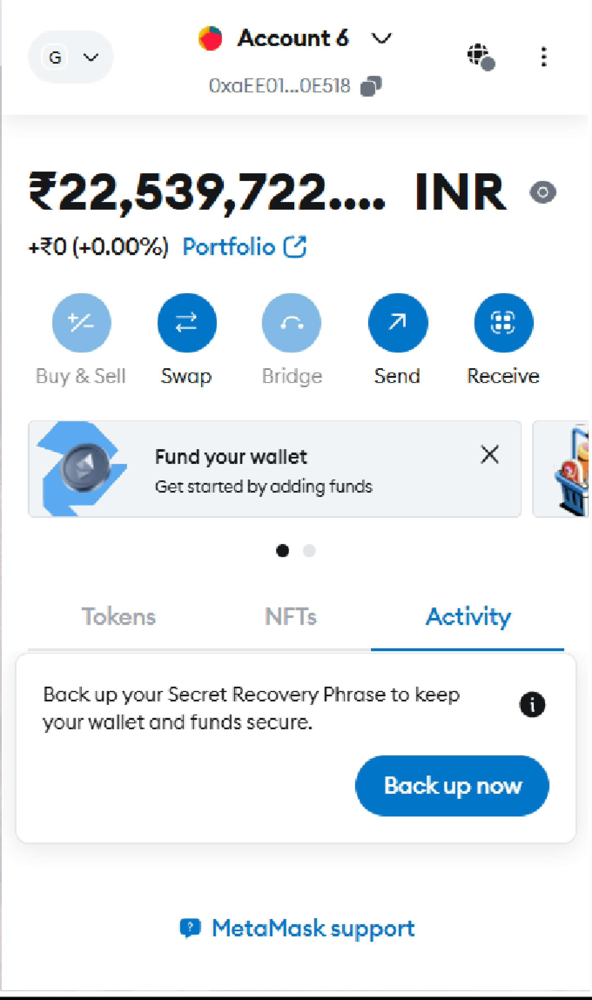 G
Account 6
0xaEE01...0E518
₹22,539,722.... INR
+₹0 (+0.00%) Portfolio
Buy & Sell
Swap
Bridge
Send
Receive
Fund your wallet
Get started by adding funds
Tokens
NFTs
Activity
Back up your Secret Recovery Phrase to keep
your wallet and funds secure.
Back up now
MetaMask support